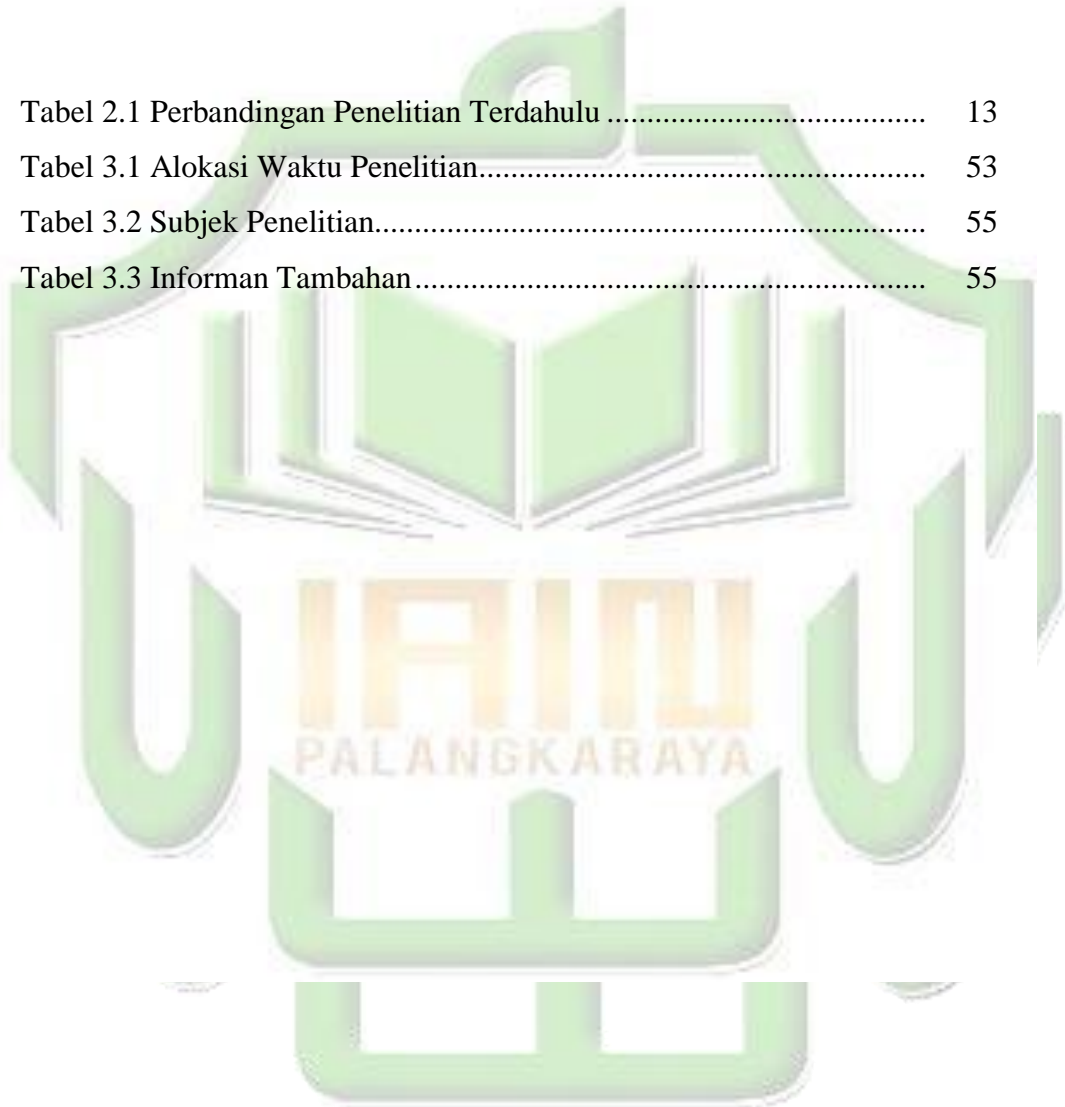 Tabel 2.1 Perbandingan Penelitian Terdahulu ..................................... 13
Tabel 3.1 Alokasi Waktu Penelitian..................................................... 53
Tabel 3.2 Subjek Penelitian.................................................................. 55
Tabel 3.3 Informan Tambahan ............................................................. 55
IAIN
PALANGKARAYA